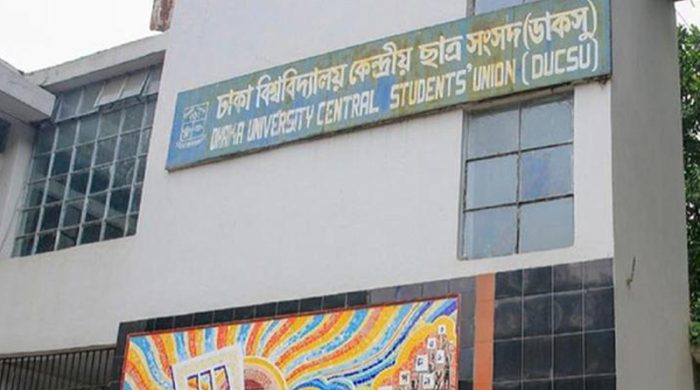 ঢাকা বিশ্ববিদ্যালয় কেন্দ্রীয় ছাত্র সংসদ (ডাকসু)
DHAKA UNIVERSITY CENTRAL STUDENTS' UNION (DUCSU)